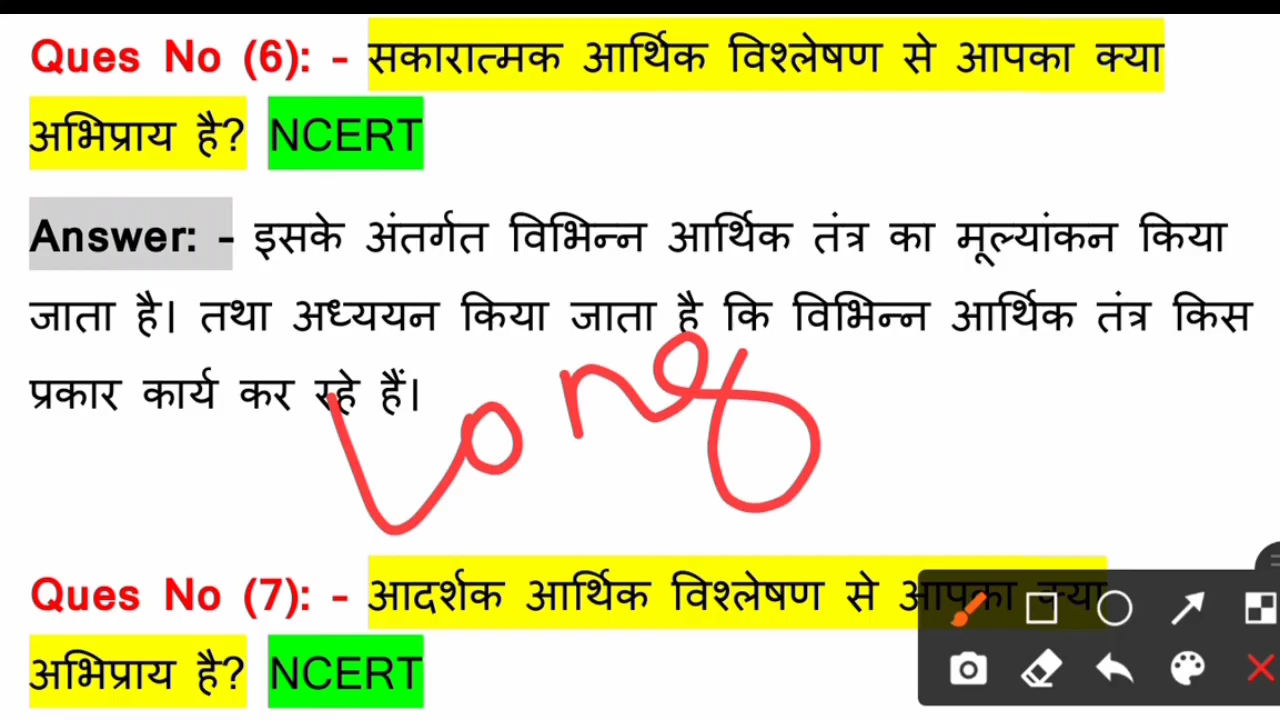 Ques No (6): - सकारात्मक आर्थिक विश्लेषण से आपका क्या
अभिप्राय है? NCERT
Answer: - इसके अंतर्गत विभिन्न आर्थिक तंत्र का मूल्यांकन किया
जाता है। तथा अध्ययन किया जाता है कि विभिन्न आर्थिक तंत्र किस
प्रकार कार्य कर रहे हैं।
Long
Ques No (7): - आदर्शक आर्थिक विश्लेषण से आपका क्या
अभिप्राय है? NCERT